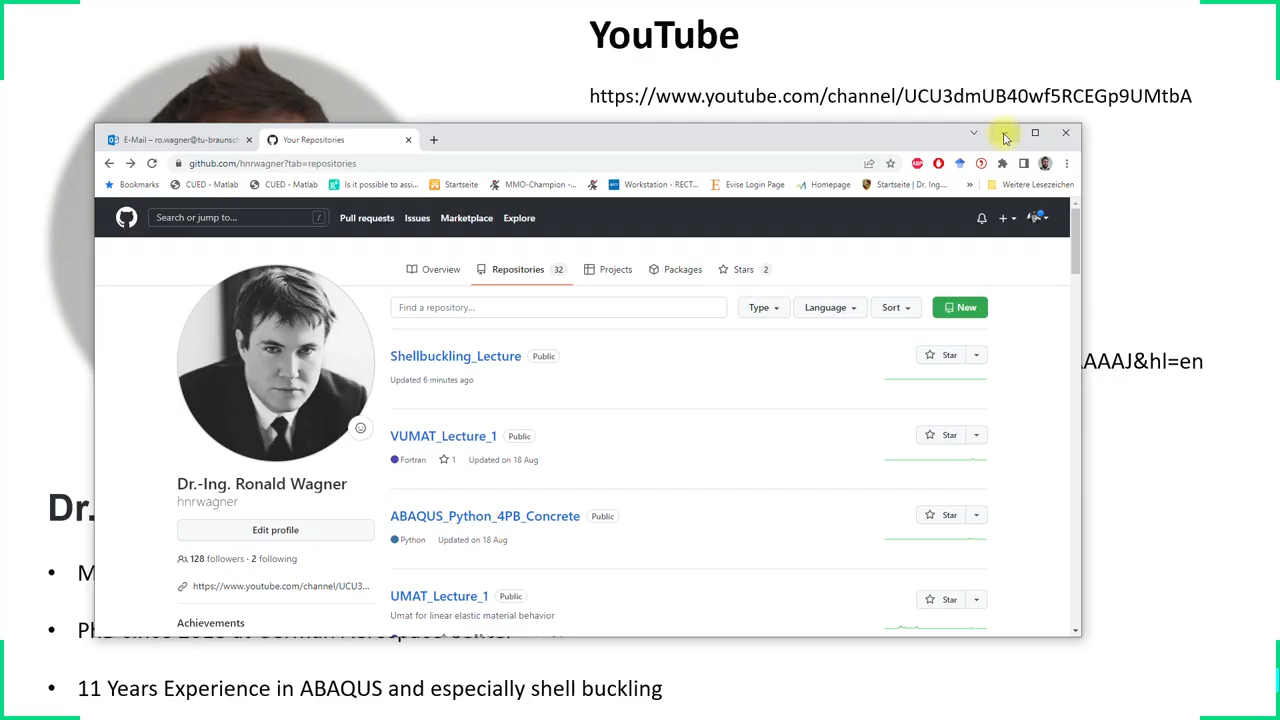 YouTube
https://www.youtube.com/channel/UCU3dmUB40wf5RCEGp9UMtbA
E-Mail – ro.wagner@tu-braunsch
Your Repositories
github.com/hnrwagner?tab=repositories
Bookmarks
CUED - Matlab
CUED - Matlab
Is it possible to assi...
Startseite
MMO-Champion -...
Workstation - RECT...
Evise Login Page
Homepage
Startseite | Dr. Ing....
»
Weitere Lesezeichen
Search or jump to...
/
Pull requests
Issues
Marketplace
Explore
Overview
Repositories 32
Projects
Packages
Stars 2
Find a repository...
Type
Language
Sort
New
Shellbuckling_Lecture Public
Star
Updated 6 minutes ago
AAAJ&hl=en
VUMAT_Lecture_1 Public
Star
Fortran 1 Updated on 18 Aug
Dr.-Ing. Ronald Wagner
hnrwagner
Dr.
ABAQUS_Python_4PB_Concrete Public
Star
Python Updated on 18 Aug
Edit profile
128 followers · 2 following
https://www.youtube.com/channel/UCU3...
UMAT_Lecture_1 Public
Star
Umat for linear elastic material behavior
Achievements
• 11 Years Experience in ABAQUS and especially shell buckling